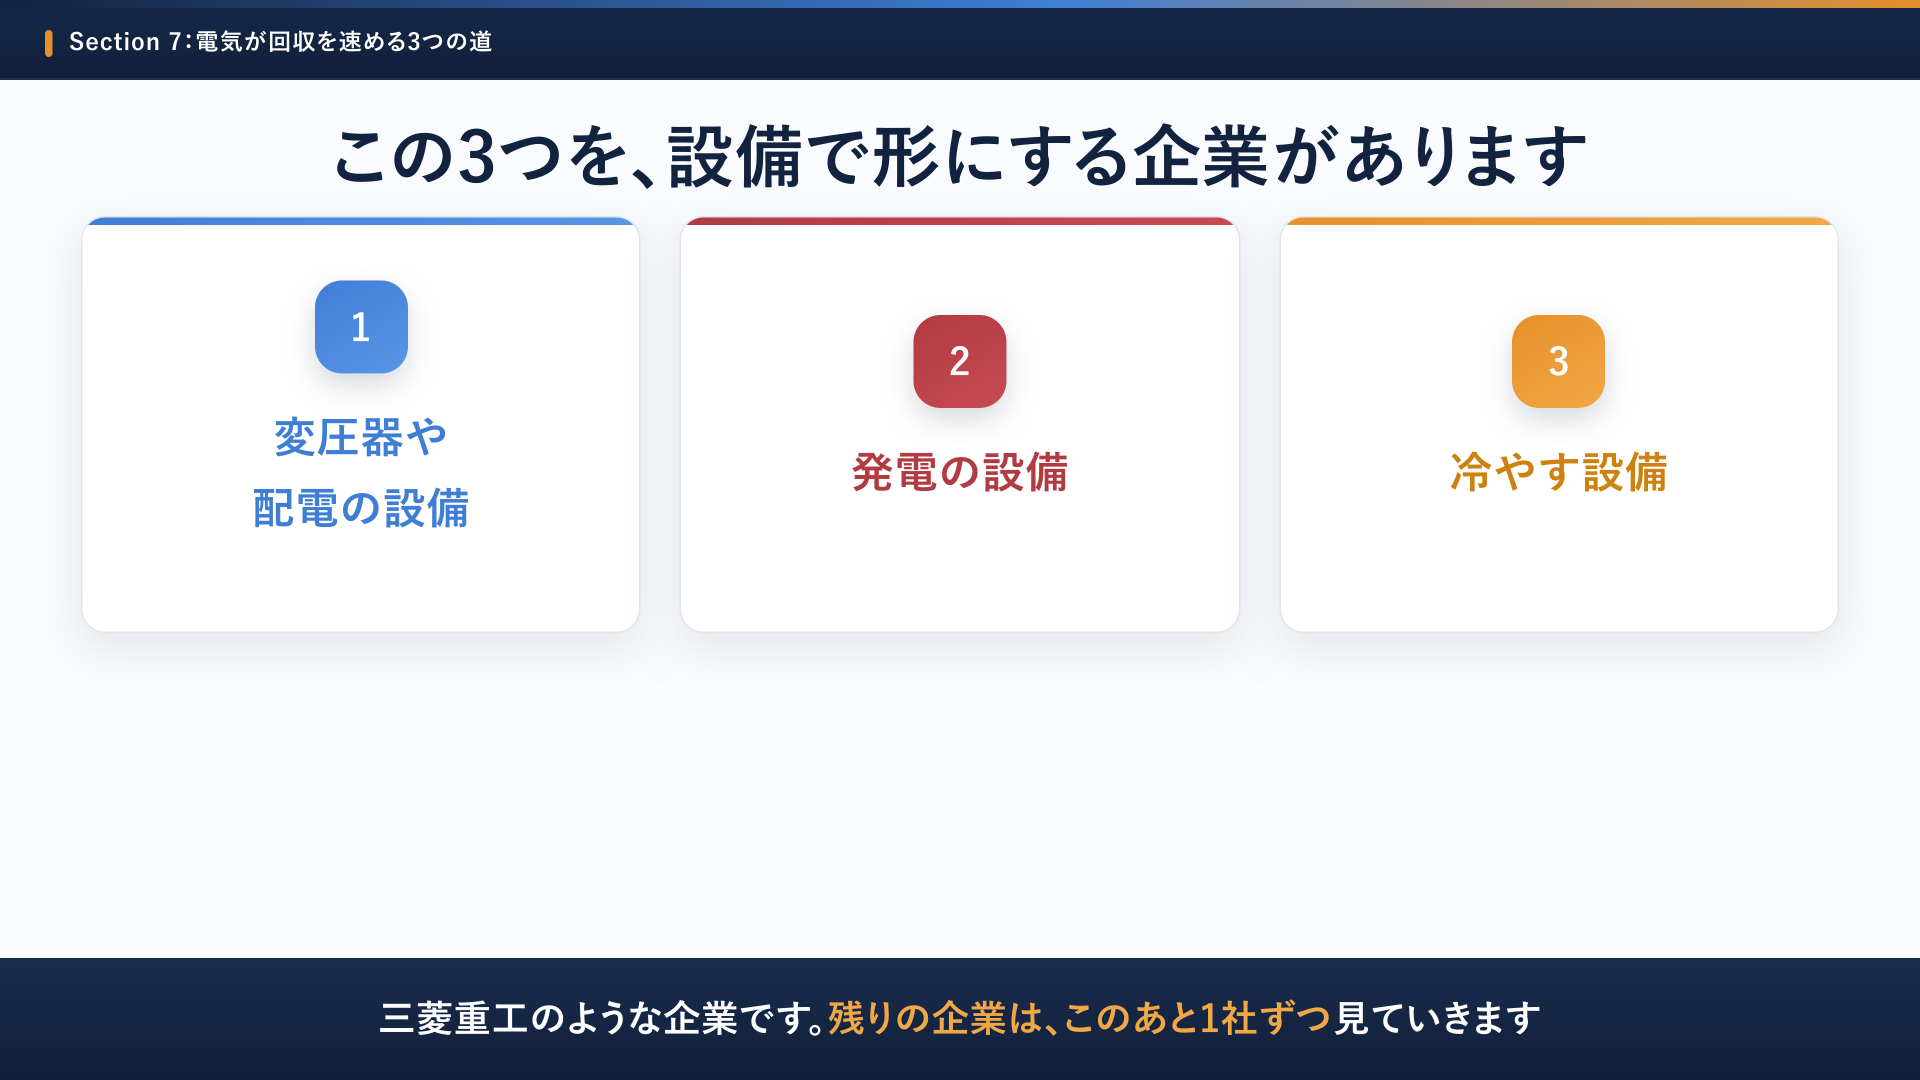 Section 7：電気が回収を速める3つの道
この3つを、設備で形にする企業があります
1
変圧器や
配電の設備
2
発電の設備
3
冷やす設備
三菱重工のような企業です。残りの企業は、このあと1社ずつ見ていきます